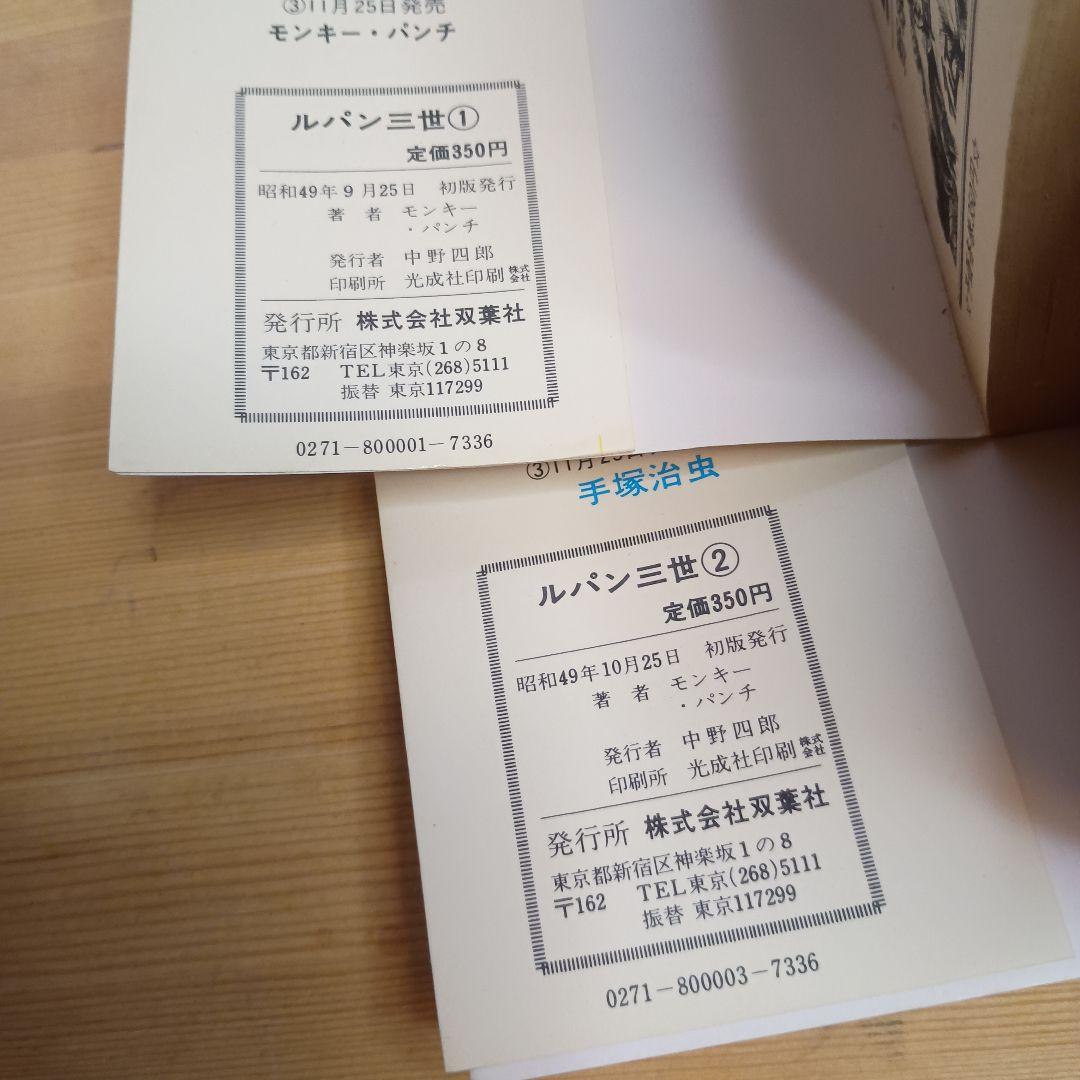 ③11月25日発売
モンキー・パンチ
ルパン三世①
定価350円
昭和49年9月25日 初版発行
著者 モンキー
・パンチ
発行者 中野四郎
印刷所 光成社印刷株式会社
発行所 株式会社双葉社
東京都新宿区神楽坂1の8
〒162 TEL東京(268)5111
振替 東京117299
0271-800001-7336
③11月25日
手塚治虫
ルパン三世②
定価350円
昭和49年10月25日 初版発行
著者 モンキー
・パンチ
発行者 中野四郎
印刷所 光成社印刷株式会社
発行所 株式会社双葉社
東京都新宿区神楽坂1の8
〒162 TEL東京(268)5111
振替 東京117299
0271-800003-7336